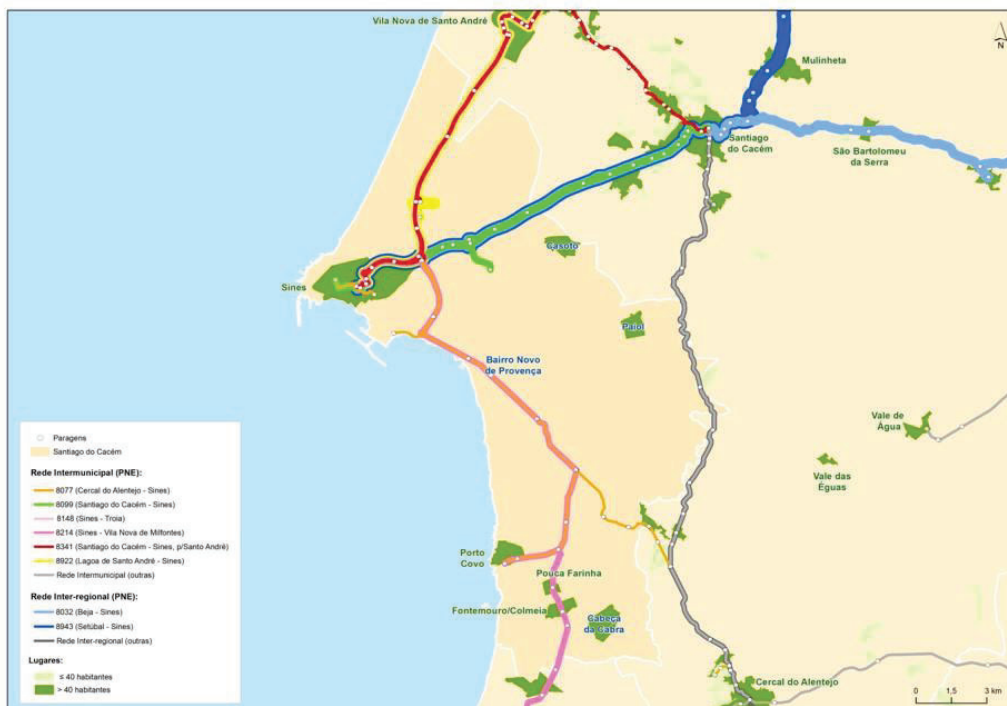 Vila Nova de Santo André
N
Mulinheta
Santiago
do Cacém
São Bartolomeu
da Serra
Casoto
Sines
Paiol
Bairro Novo
de Provença
Vale de
Água
Vale das
Éguas
Porto
Covo
Pouca Farinha
Fontemouro/Colmeia
Cabeça
da Cabra
Cercal do Alentejo
Paragens
Santiago do Cacém
Rede Intermunicipal (PNE):
8077 (Cercal do Alentejo - Sines)
8099 (Santiago do Cacém - Sines)
8148 (Sines - Troia)
8214 (Sines - Vila Nova de Milfontes)
8341 (Santiago do Cacém - Sines, p/Santo André)
8922 (Lagoa de Santo André - Sines)
Rede Intermunicipal (outras)
Rede Inter-regional (PNE):
8032 (Beja - Sines)
8943 (Setúbal - Sines)
Rede Inter-regional (outras)
Lugares:
≤ 40 habitantes
> 40 habitantes
0 1,5 3 km